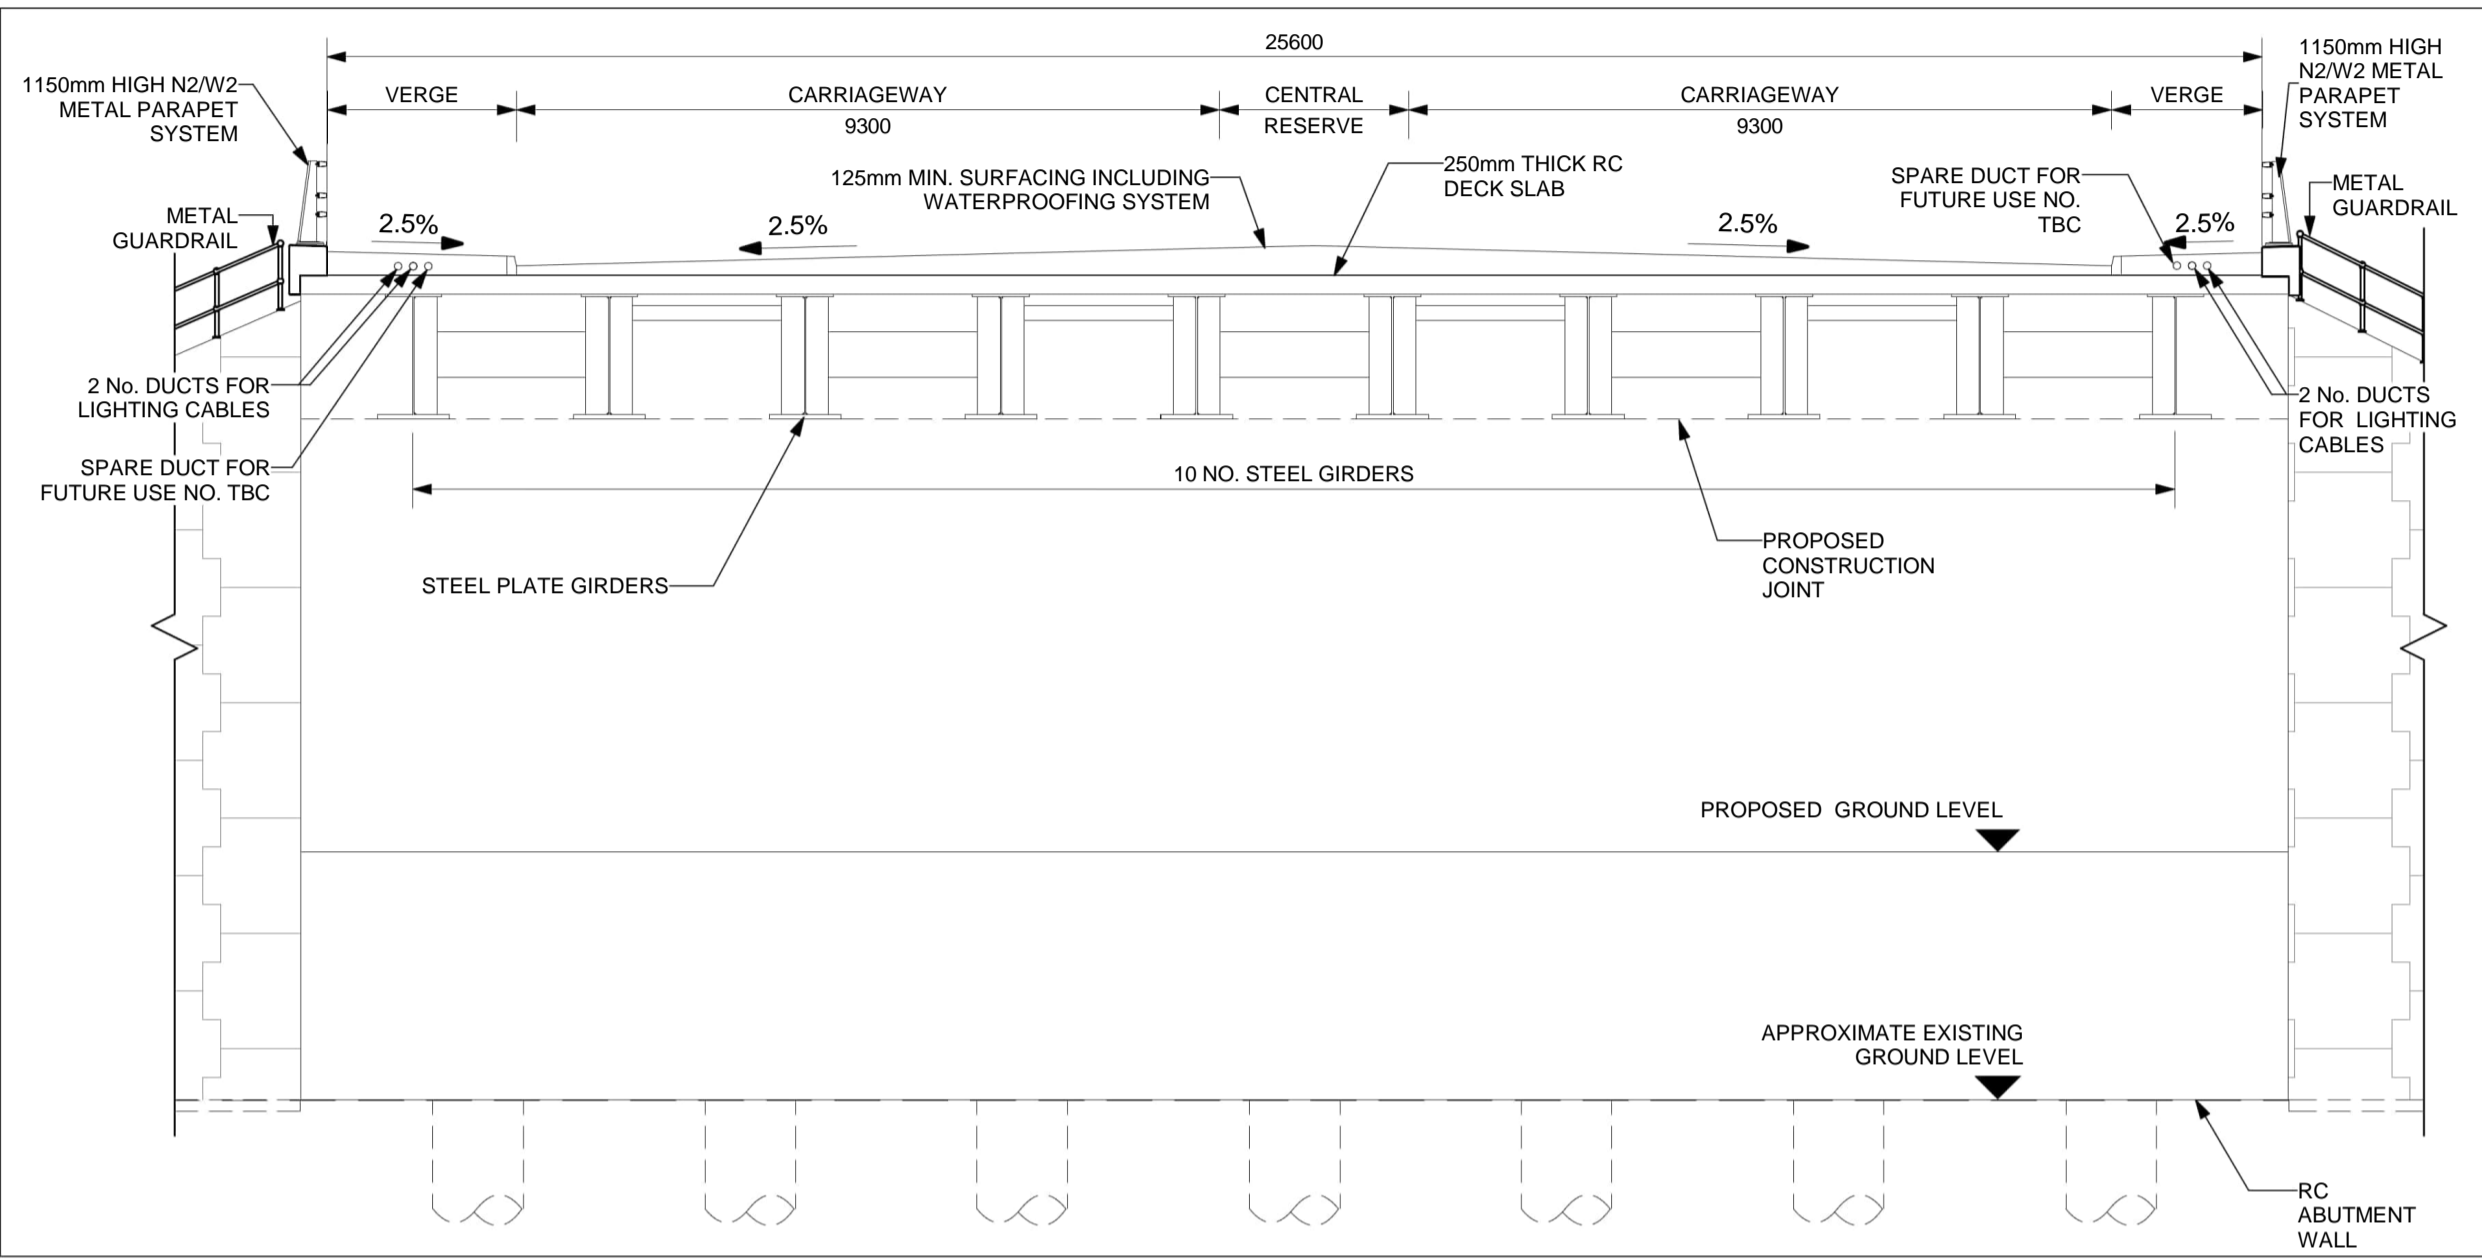 25600
1150mm HIGH N2/W2
METAL PARAPET
SYSTEM
VERGE
CARRIAGEWAY
9300
CENTRAL
RESERVE
CARRIAGEWAY
9300
VERGE
1150mm HIGH
N2/W2 METAL
PARAPET
SYSTEM
125mm MIN. SURFACING INCLUDING
WATERPROOFING SYSTEM
250mm THICK RC
DECK SLAB
SPARE DUCT FOR
FUTURE USE NO.
TBC
METAL
GUARDRAIL
METAL
GUARDRAIL
2.5%
2.5%
2.5%
2.5%
2 No. DUCTS FOR
LIGHTING CABLES
SPARE DUCT FOR
FUTURE USE NO. TBC
2 No. DUCTS
FOR LIGHTING
CABLES
10 NO. STEEL GIRDERS
STEEL PLATE GIRDERS
PROPOSED
CONSTRUCTION
JOINT
PROPOSED GROUND LEVEL
APPROXIMATE EXISTING
GROUND LEVEL
RC
ABUTMENT
WALL